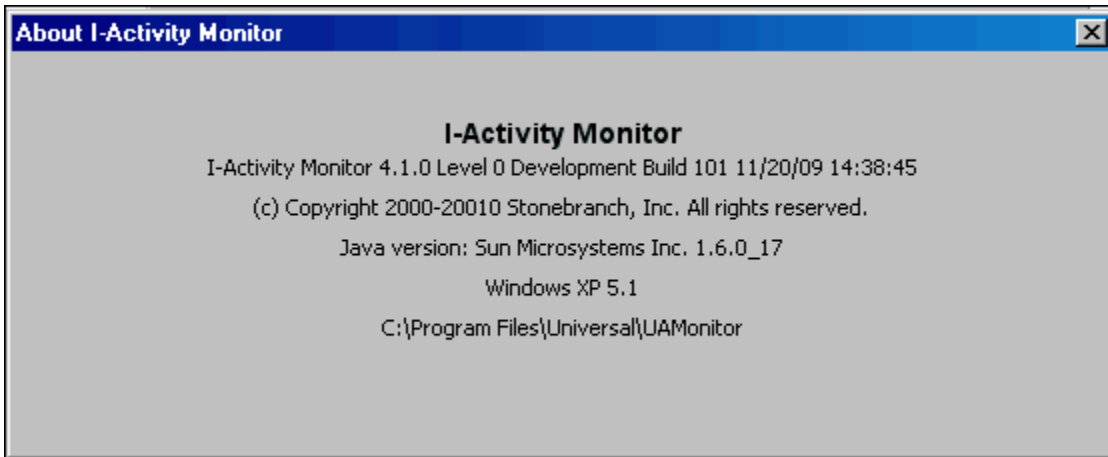 About I-Activity Monitor
I-Activity Monitor
I-Activity Monitor 4.1.0 Level 0 Development Build 101 11/20/09 14:38:45
(c) Copyright 2000-20010 Stonebranch, Inc. All rights reserved.
Java version: Sun Microsystems Inc. 1.6.0_17
Windows XP 5.1
C:\Program Files\Universal\UAMonitor